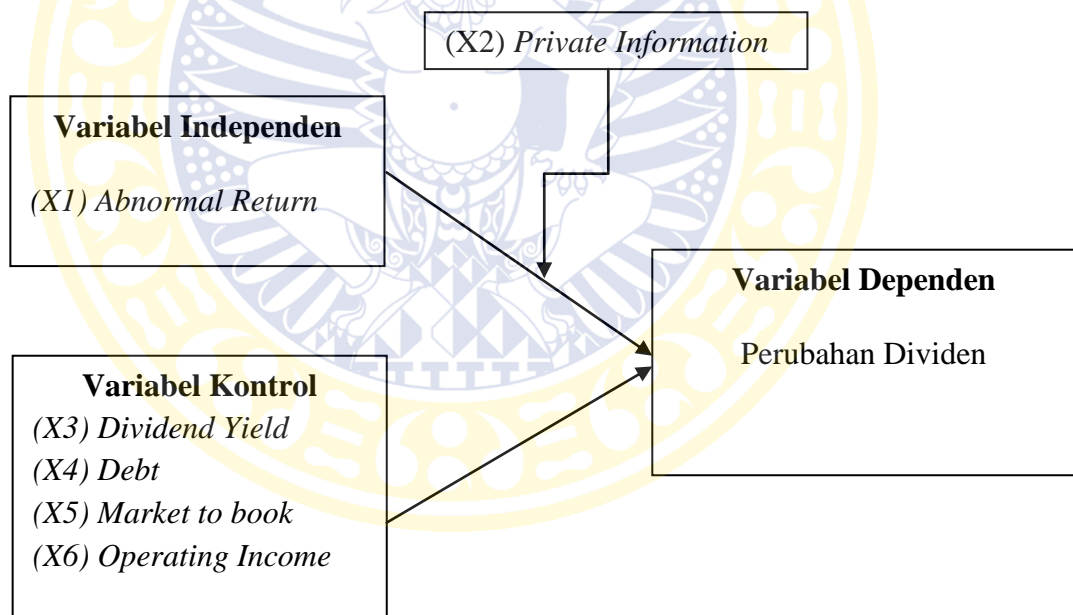 (X2) Private Information
Variabel Independen
(X1) Abnormal Return
Variabel Dependen
Perubahan Dividen
Variabel Kontrol
(X3) Dividend Yield
(X4) Debt
(X5) Market to book
(X6) Operating Income